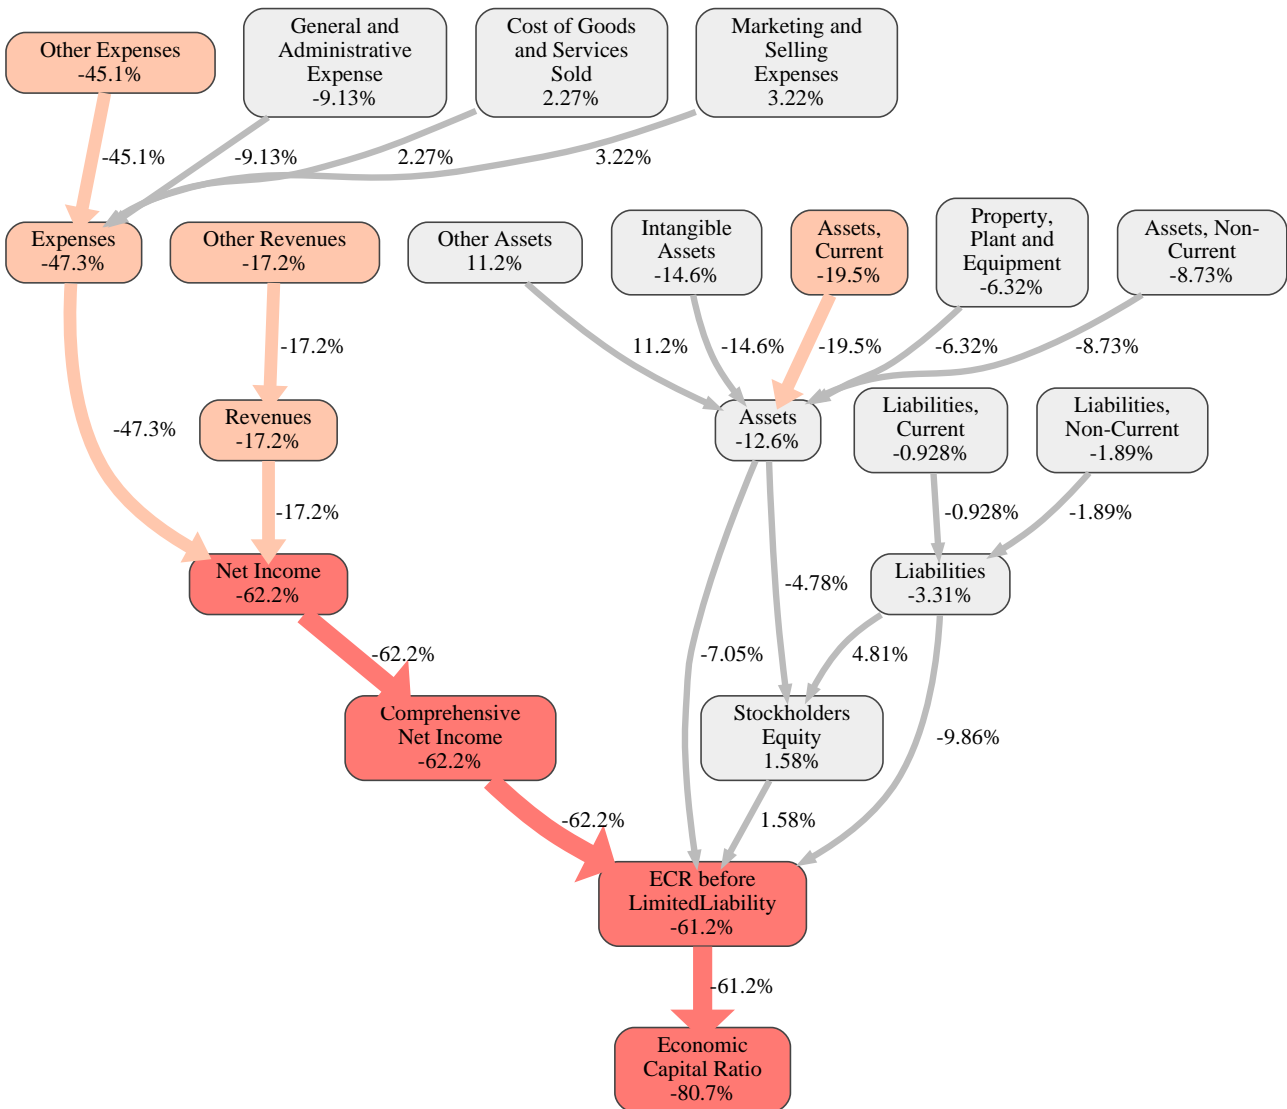 Other Expenses
-45.1%
General and
Administrative
Expense
-9.13%
Cost of Goods
and Services
Sold
2.27%
Marketing and
Selling
Expenses
3.22%
-45.1%
-9.13%
2.27%
3.22%
Expenses
-47.3%
Other Revenues
-17.2%
Other Assets
11.2%
Intangible
Assets
-14.6%
Assets,
Current
-19.5%
Property,
Plant and
Equipment
-6.32%
Assets, Non-
Current
-8.73%
-17.2%
11.2%
-14.6%
-19.5%
-6.32%
-8.73%
-47.3%
Revenues
-17.2%
Assets
-12.6%
Liabilities,
Current
-0.928%
Liabilities,
Non-Current
-1.89%
-17.2%
-0.928%
-1.89%
Net Income
-62.2%
-4.78%
Liabilities
-3.31%
-62.2%
-7.05%
4.81%
Comprehensive
Net Income
-62.2%
Stockholders
Equity
1.58%
-9.86%
-62.2%
1.58%
ECR before
LimitedLiability
-61.2%
-61.2%
Economic
Capital Ratio
-80.7%